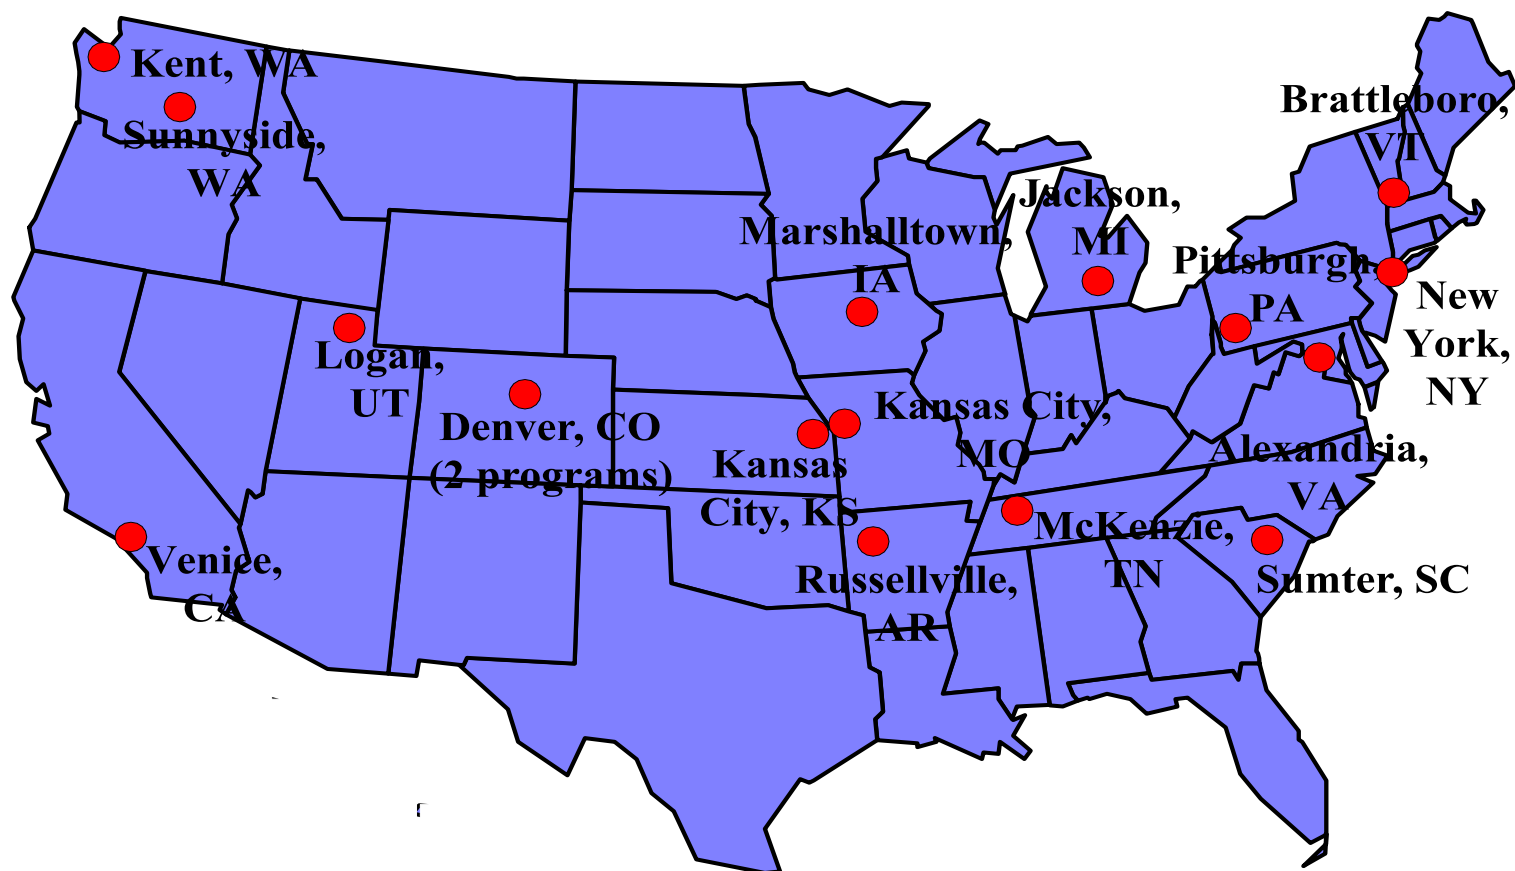 Kent, WA
Sunnyside,
WA
Brattleboro,
VT
Jackson,
MI
Marshalltown,
IA
Pittsburgh,
PA
New
York,
NY
Logan,
UT
Denver, CO
(2 programs)
Kansas City,
MO
Kansas
City, KS
Alexandria,
VA
McKenzie,
TN
Venice,
CA
Russellville,
AR
Sumter, SC